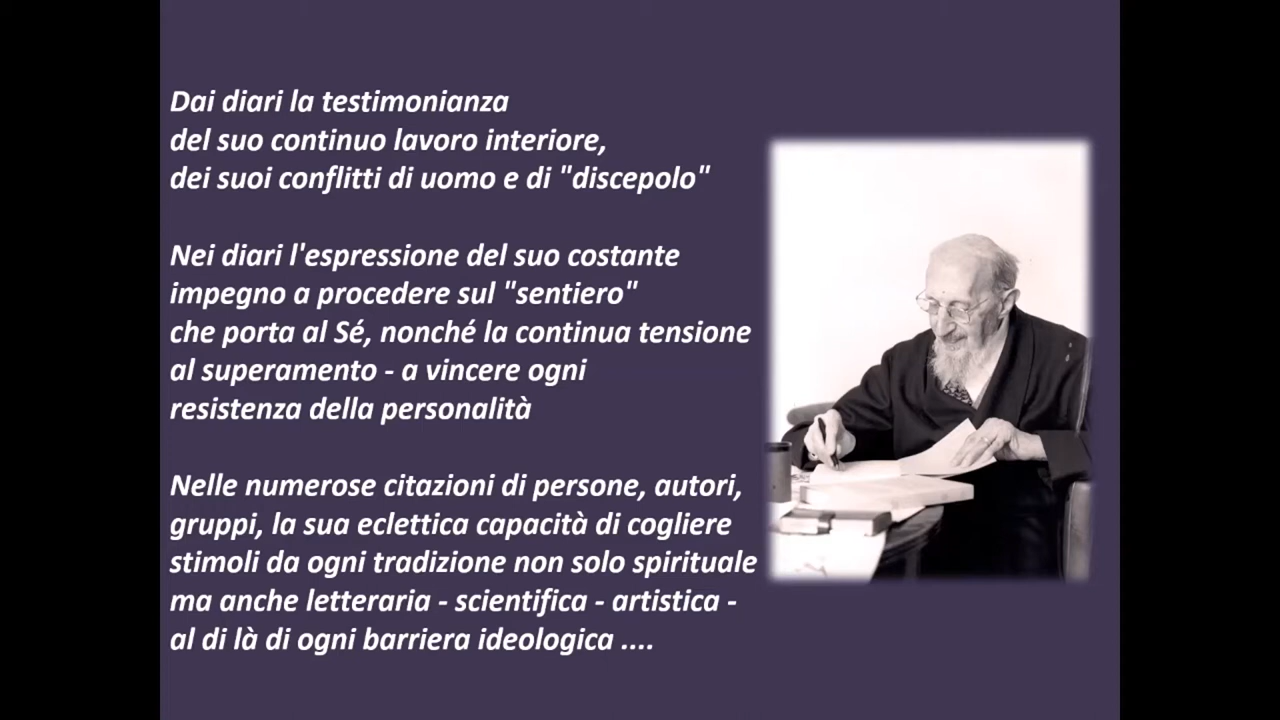 Dai diari la testimonianza
del suo continuo lavoro interiore,
dei suoi conflitti di uomo e di "discepolo"
Nei diari l'espressione del suo costante
impegno a procedere sul "sentiero"
che porta al Sé, nonché la continua tensione
al superamento - a vincere ogni
resistenza della personalità
Nelle numerose citazioni di persone, autori,
gruppi, la sua eclettica capacità di cogliere
stimoli da ogni tradizione non solo spirituale
ma anche letteraria - scientifica - artistica -
al di là di ogni barriera ideologica ....